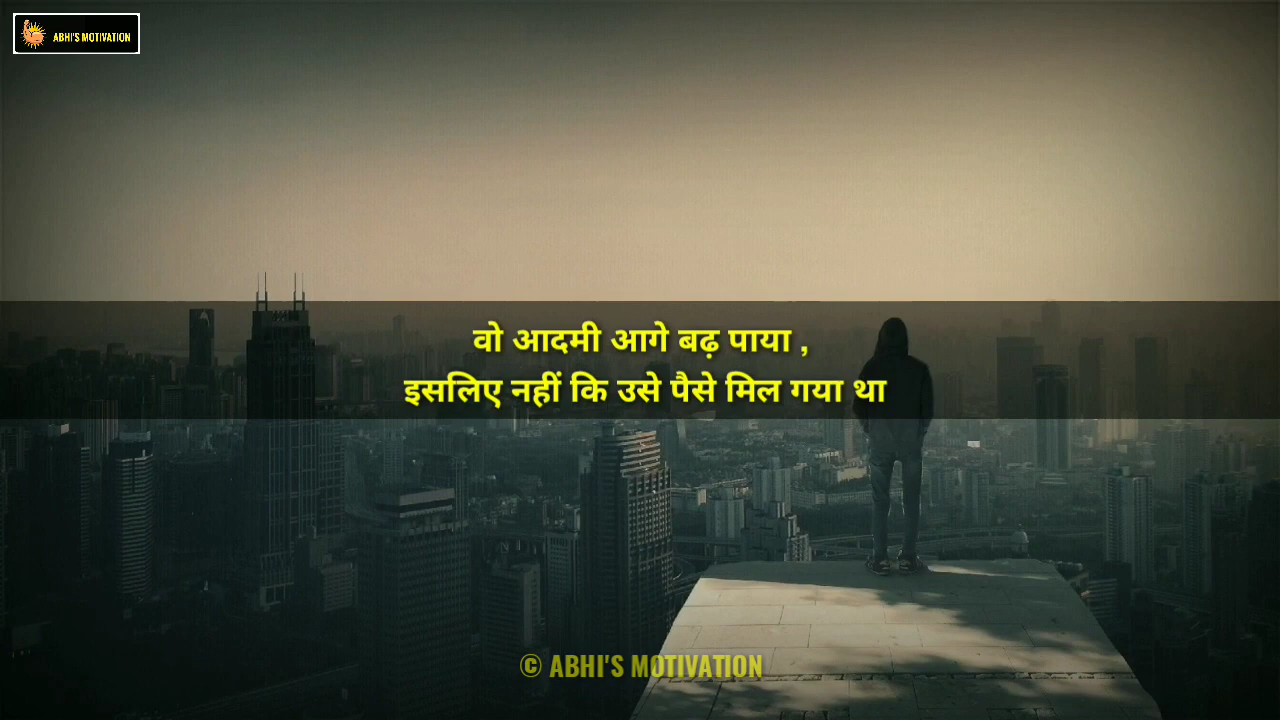 ABHI'S MOTIVATION
वो आदमी आगे बढ़ पाया ,
इसलिए नहीं कि उसे पैसे मिल गया था
© ABHI'S MOTIVATION